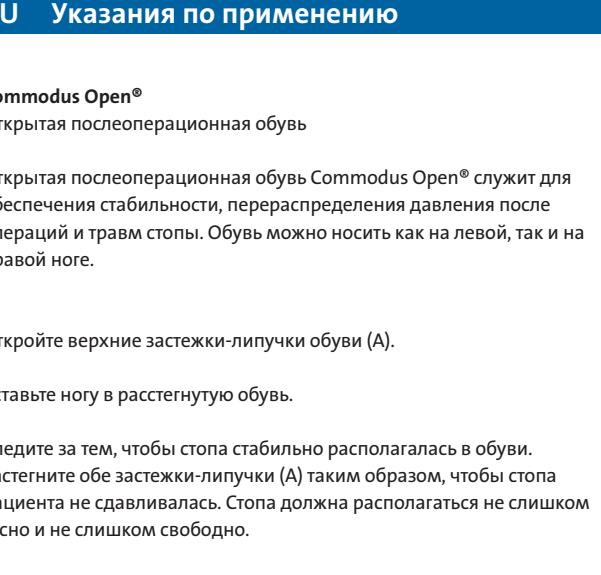 U Указания по применению
ommodus Open®
ткрытая послеоперационная обувь
ткрытая послеоперационная обувь Commodus Open® служит для
беспечения стабильности, перераспределения давления после
пераций и травм стопы. Обувь можно носить как на левой, так и на
равой ноге.
ткройте верхние застежки-липучки обуви (A).
ставьте ногу в расстегнутую обувь.
ледите за тем, чтобы стопа стабильно располагалась в обуви.
астегните обе застежки-липучки (A) таким образом, чтобы стопа
ациента не сдавливалась. Стопа должна располагаться не слишком
есно и не слишком свободно.